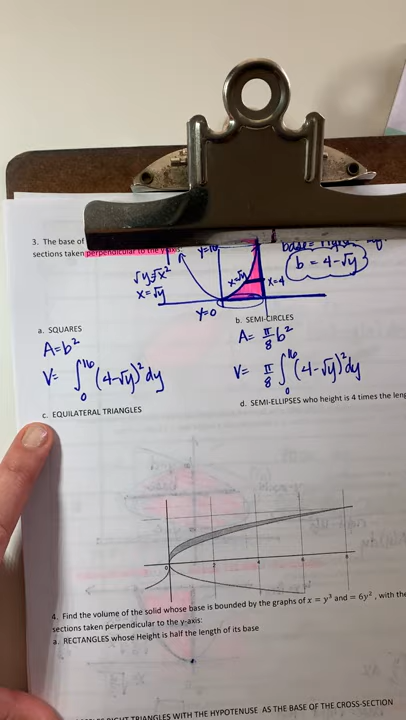 3. The base of
sections taken perpendicular to the y-axis:
y=16
b = 4-√y
√y=√x²
x=√y
x=√y
x=4
y=0
a. SQUARES
b. SEMI-CIRCLES
A=b²
A= π/8 b²
V= ∫₀¹⁶ (4-√y)² dy
V= π/8 ∫₀¹⁶ (4-√y)² dy
c. EQUILATERAL TRIANGLES
d. SEMI-ELLIPSES who height is 4 times the leng
0 2 4 6 8
4. Find the volume of the solid whose base is bounded by the graphs of x = y³ and = 6y² , with the
sections taken perpendicular to the y-axis:
a. RECTANGLES whose Height is half the length of its base
RIGHT TRIANGLES WITH THE HYPOTENUSE AS THE BASE OF THE CROSS-SECTION